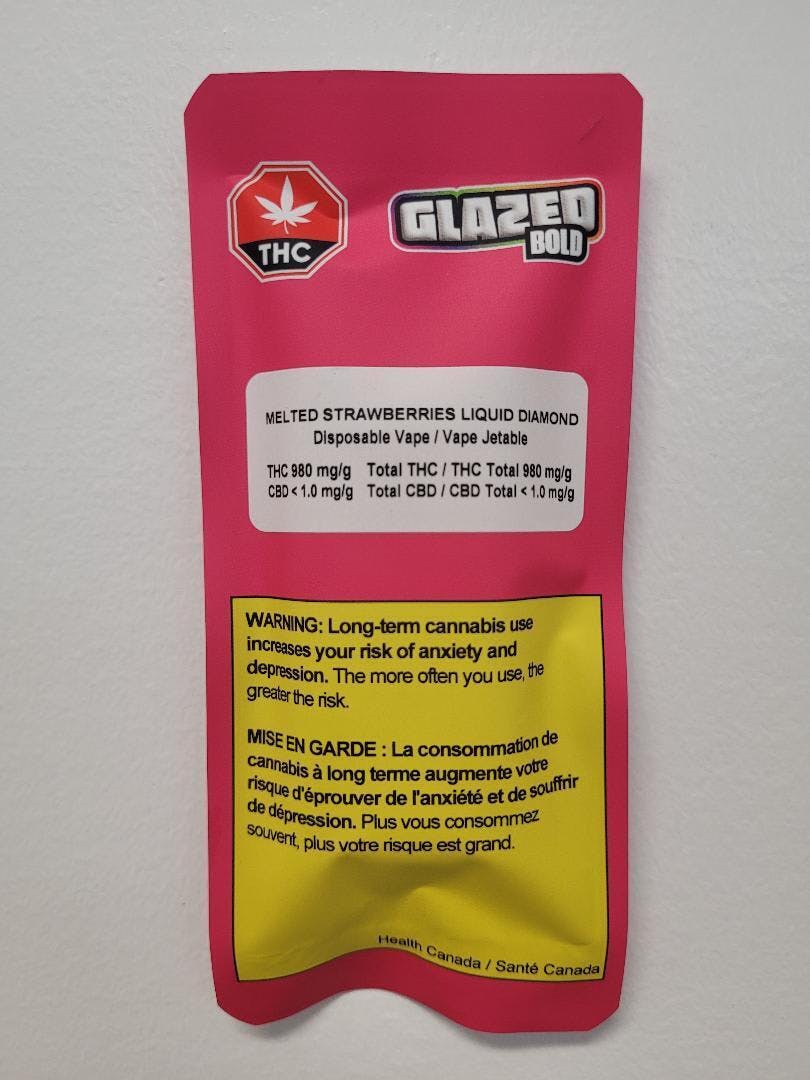 THC
GLAZED
BOLD
MELTED STRAWBERRIES LIQUID DIAMOND
Disposable Vape / Vape Jetable
THC 980 mg/g Total THC / THC Total 980 mg/g
CBD < 1.0 mg/g Total CBD / CBD Total < 1.0 mg/g
WARNING: Long-term cannabis use
increases your risk of anxiety and
depression. The more often you use, the
greater the risk.
MISE EN GARDE : La consommation de
cannabis à long terme augmente votre
risque d'éprouver de l'anxiété et de souffrir
de dépression. Plus vous consommez
souvent, plus votre risque est grand.
Health Canada / Santé Canada